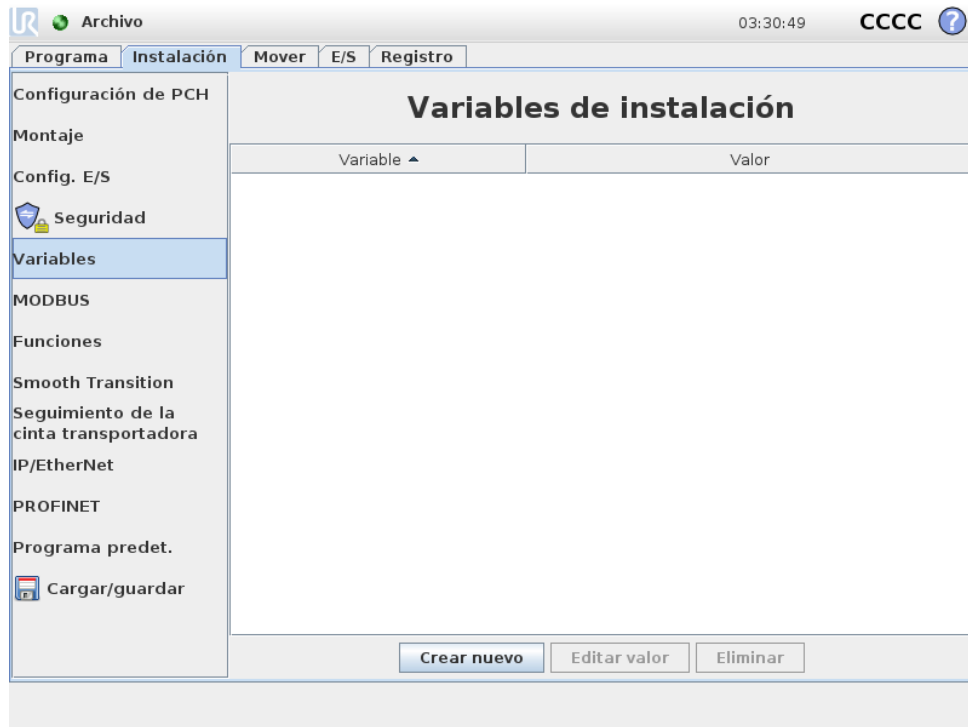 UR Archivo 03:30:49 CCCC ?
Programa Instalación Mover E/S Registro
Configuración de PCH
Montaje
Config. E/S
Seguridad
Variables
MODBUS
Funciones
Smooth Transition
Seguimiento de la
cinta transportadora
IP/EtherNet
PROFINET
Programa predet.
Cargar/guardar
Variables de instalación
Variable Valor
Crear nuevo Editar valor Eliminar